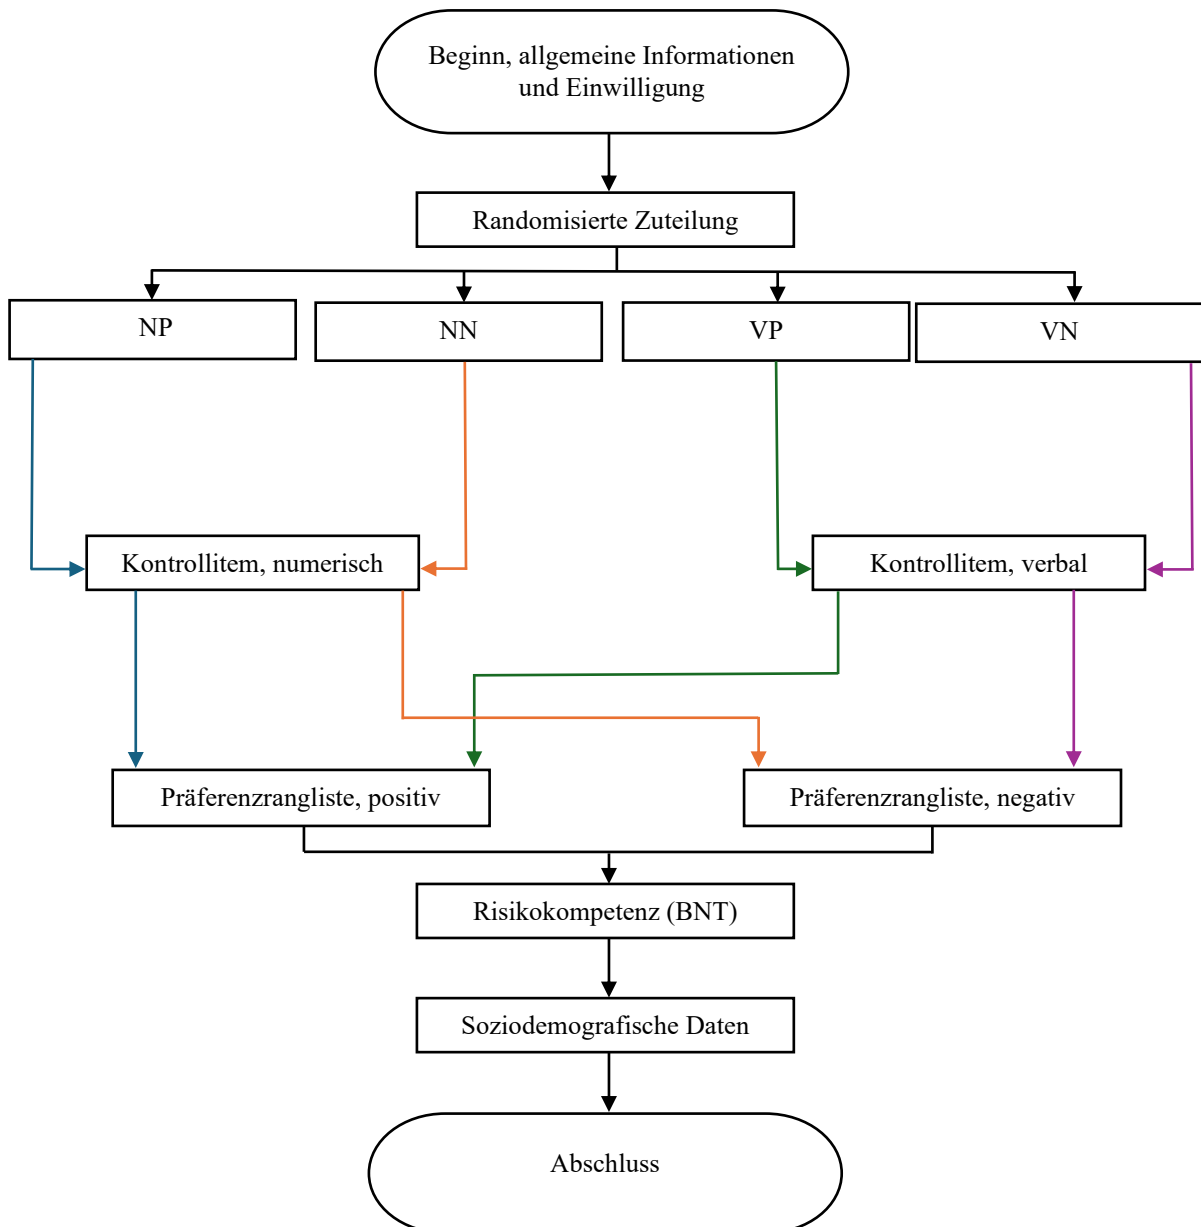 Beginn, allgemeine Informationen
und Einwilligung
Randomisierte Zuteilung
NP
NN
VP
VN
Kontrollitem, numerisch
Kontrollitem, verbal
Präferenzrangliste, positiv
Präferenzrangliste, negativ
Risikokompetenz (BNT)
Soziodemografische Daten
Abschluss